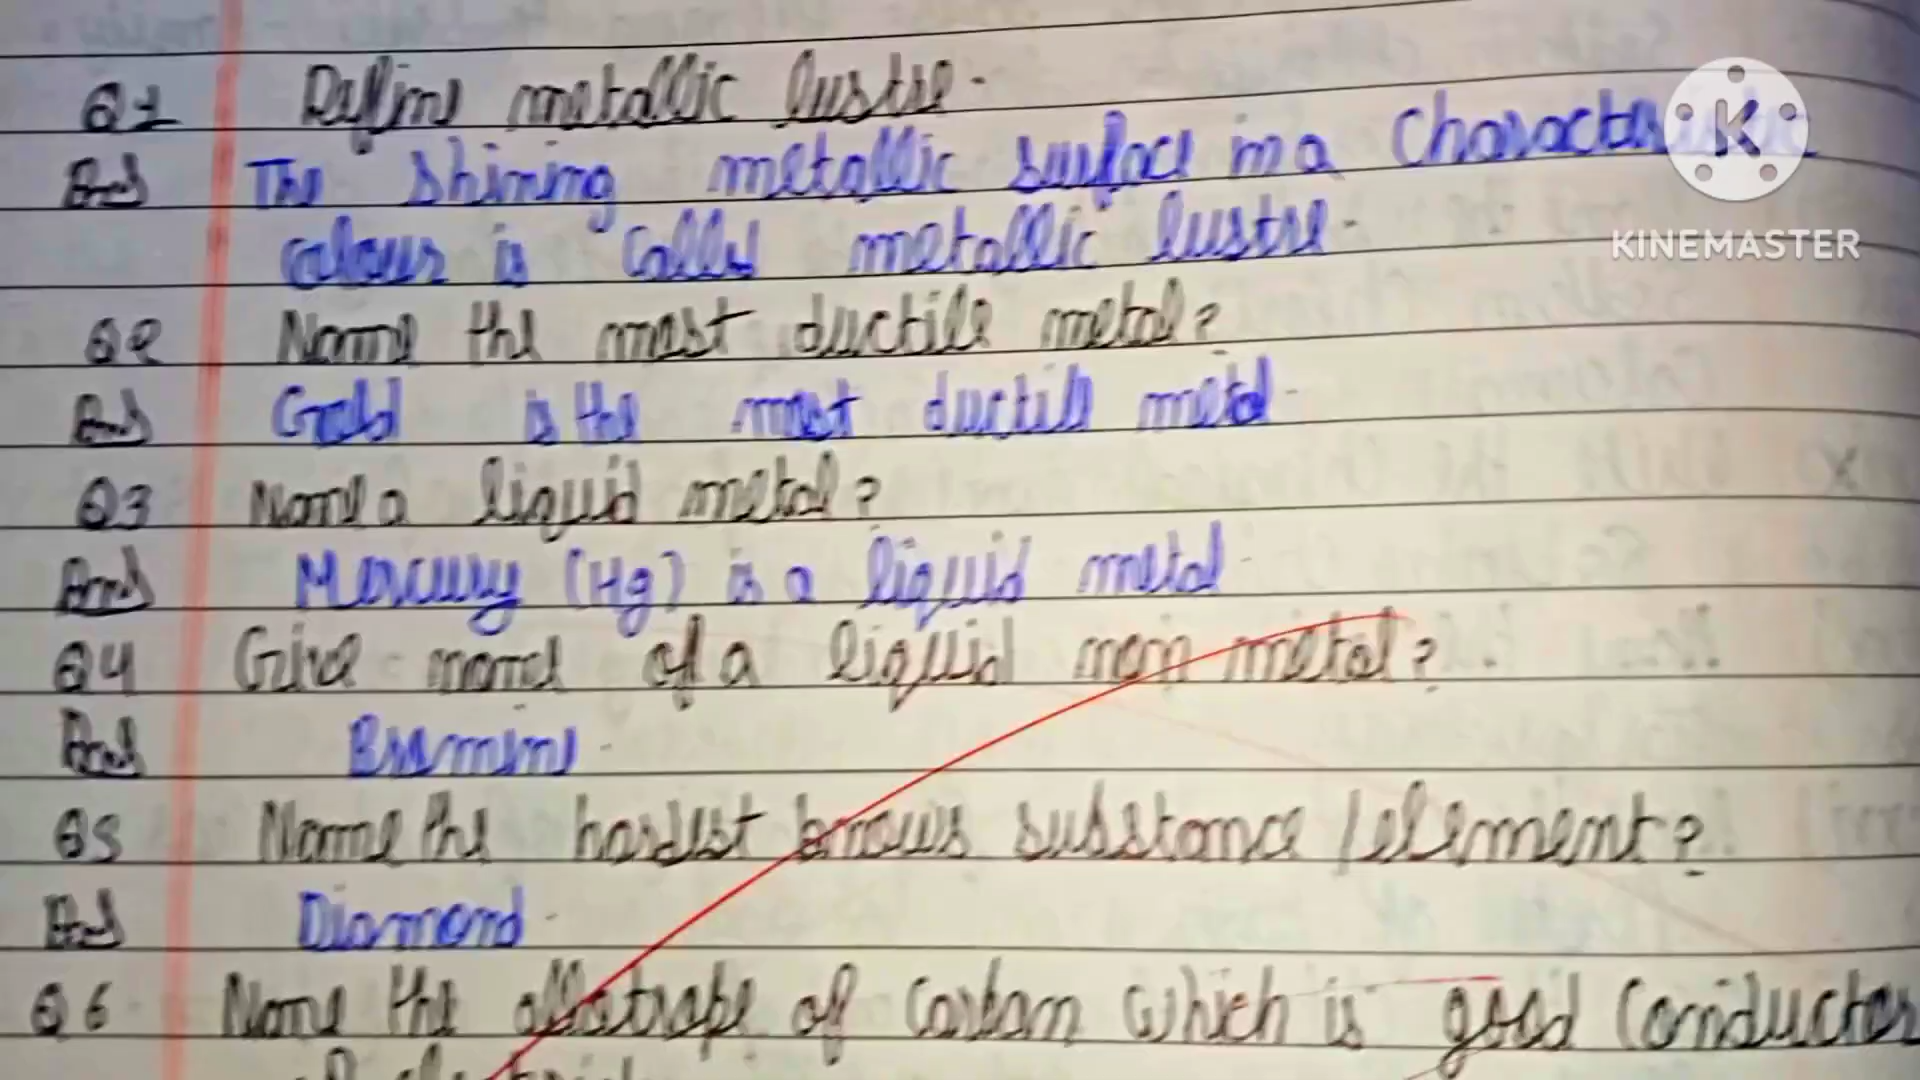 Q1 Define metallic lustre.
Ans The shining metallic surface in a characteristic
colour is called metallic lustre.
Q2 Name the most ductile metal?
Ans Gold is the most ductile metal.
Q3 Name a liquid metal?
Ans Mercury (Hg) is a liquid metal.
Q4 Give name of a liquid non metal?
Ans Bromine.
Q5 Name the hardest known substance/element?
Ans Diamond.
Q6 Name the allotrope of carbon which is good conductor
K
KINEMASTER